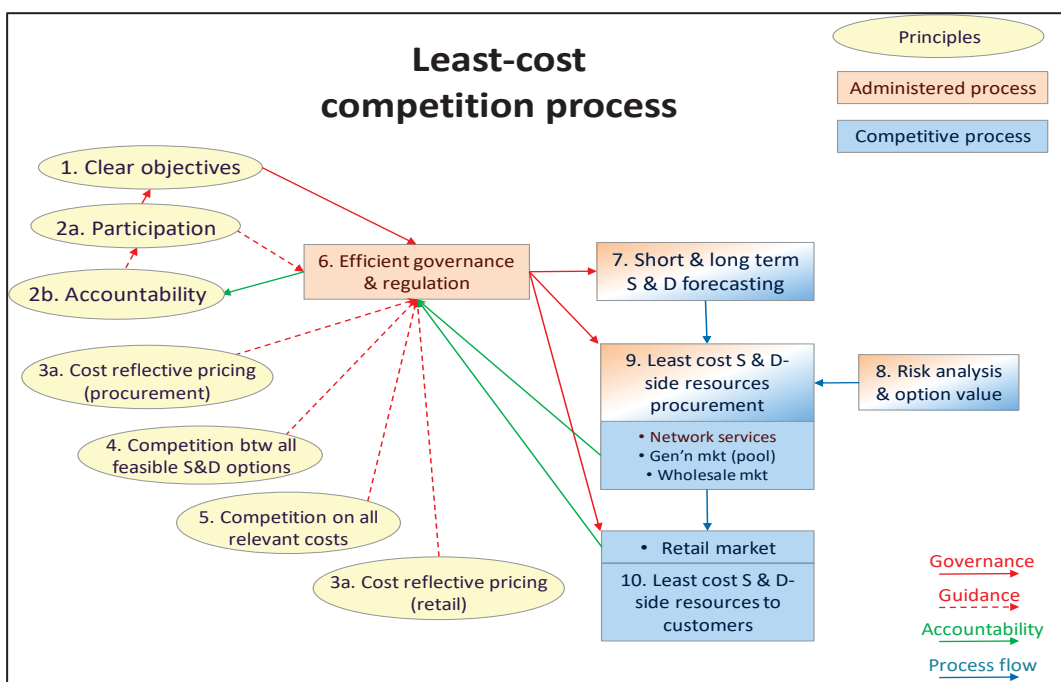 Least-cost
competition process
Principles
Administered process
Competitive process
1. Clear objectives
2a. Participation
2b. Accountability
3a. Cost reflective pricing
(procurement)
4. Competition btw all
feasible S&D options
5. Competition on all
relevant costs
3a. Cost reflective pricing
(retail)
6. Efficient governance
& regulation
7. Short & long term
S & D forecasting
9. Least cost S & D-
side resources
procurement
• Network services
• Gen’n mkt (pool)
• Wholesale mkt
8. Risk analysis
& option value
• Retail market
10. Least cost S & D-
side resources to
customers
Governance
Guidance
Accountability
Process flow